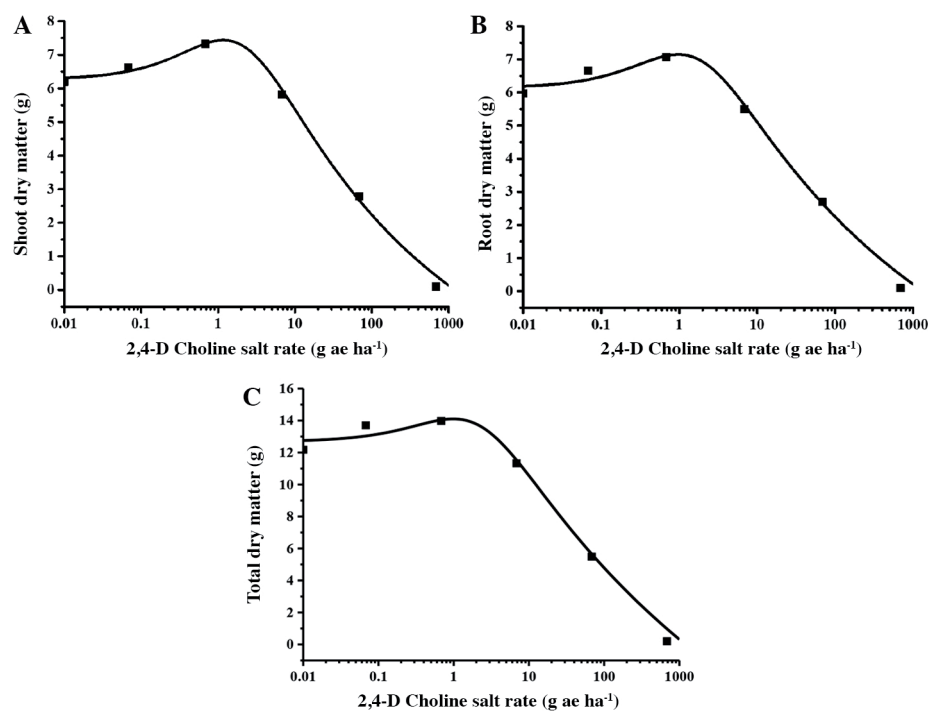 A
8
7
6
5
4
3
2
1
0
Shoot dry matter (g)
0.01 0.1 1 10 100 1000
2,4-D Choline salt rate (g ae ha-1)
B
8
7
6
5
4
3
2
1
0
Root dry matter (g)
0.01 0.1 1 10 100 1000
2,4-D Choline salt rate (g ae ha-1)
C
16
14
12
10
8
6
4
2
0
Total dry matter (g)
0.01 0.1 1 10 100 1000
2,4-D Choline salt rate (g ae ha-1)